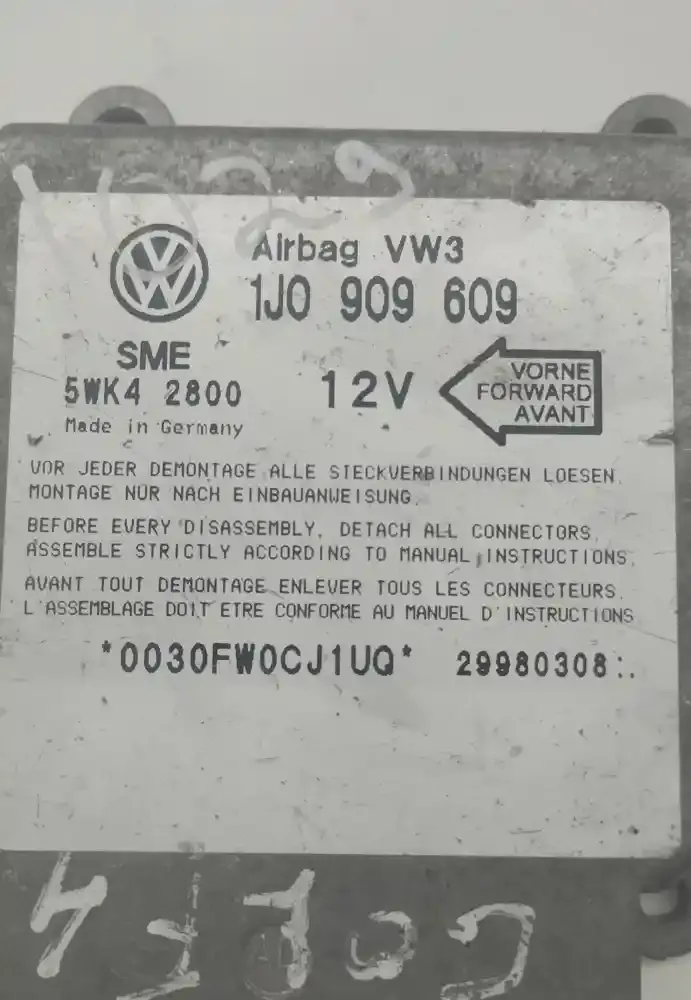 Airbag VW3
1J0 909 609
SME
5WK4 2800
Made in Germany
12V
VORNE
FORWARD
AVANT
VOR JEDER DEMONTAGE ALLE STECKVERBINDUNGEN LOESEN.
MONTAGE NUR NACH EINBAUANWEISUNG.
BEFORE EVERY DISASSEMBLY, DETACH ALL CONNECTORS.
ASSEMBLE STRICTLY ACCORDING TO MANUAL INSTRUCTIONS.
AVANT TOUT DEMONTAGE ENLEVER TOUS LES CONNECTEURS.
L'ASSEMBLAGE DOIT ETRE CONFORME AU MANUEL D'INSTRUCTIONS
*0030FW0CJ1UQ* 29980308:.